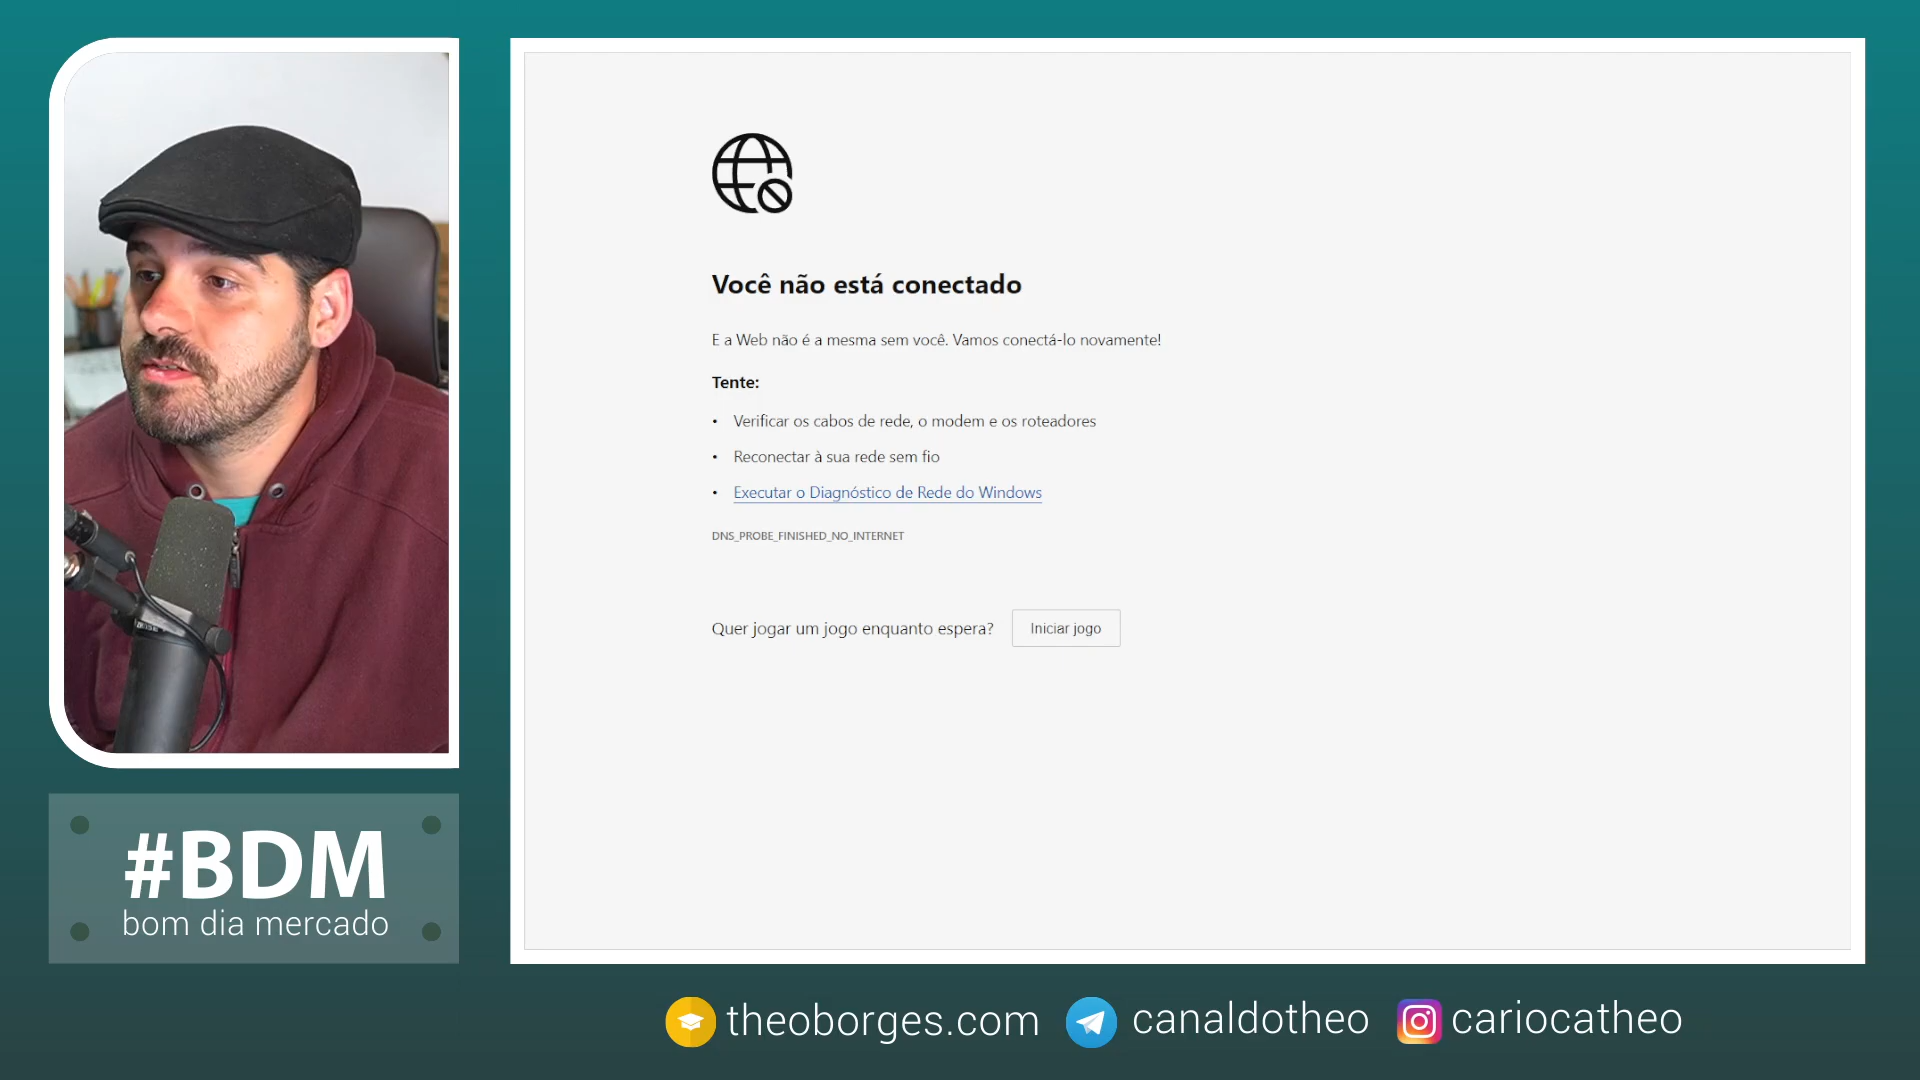 Você não está conectado
E a Web não é a mesma sem você. Vamos conectá-lo novamente!
Tente:
• Verificar os cabos de rede, o modem e os roteadores
• Reconectar à sua rede sem fio
• Executar o Diagnóstico de Rede do Windows
DNS_PROBE_FINISHED_NO_INTERNET
Quer jogar um jogo enquanto espera? Iniciar jogo
#BDM
bom dia mercado
theoborges.com canaldotheo cariocatheo